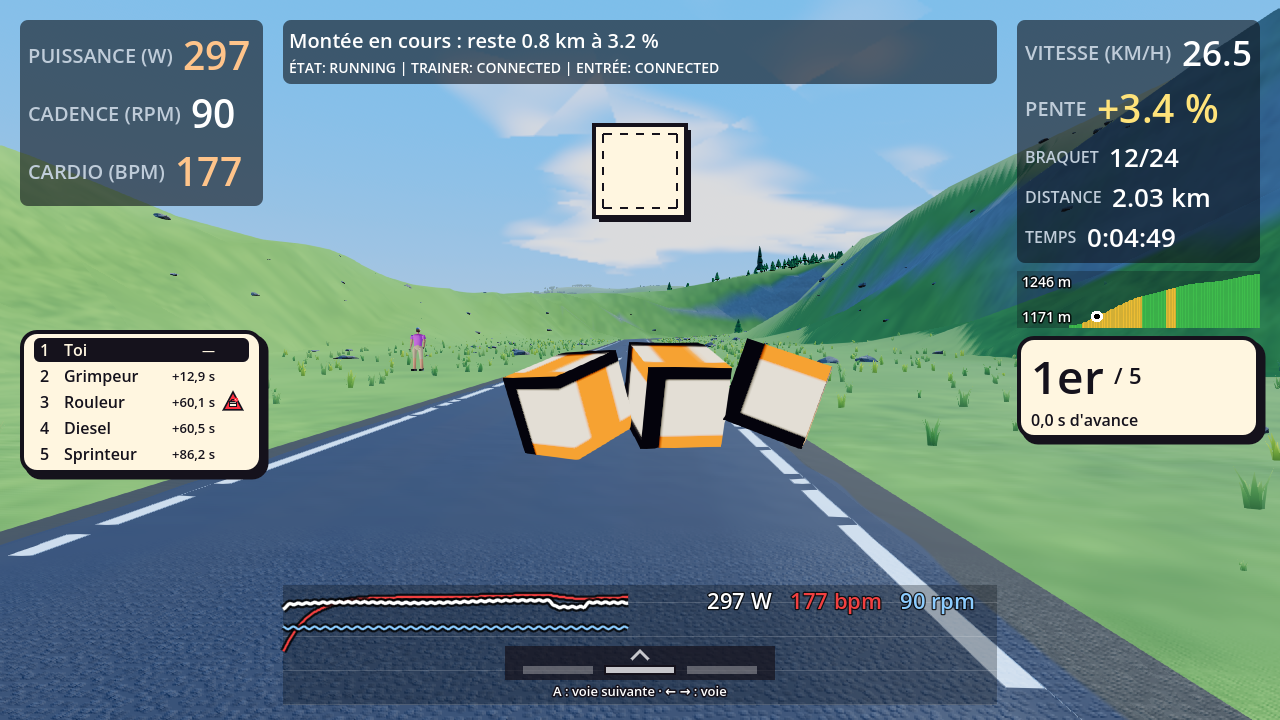 PUISSANCE (W) 297
CADENCE (RPM) 90
CARDIO (BPM) 177
Montée en cours : reste 0.8 km à 3.2 %
ÉTAT: RUNNING | TRAINER: CONNECTED | ENTRÉE: CONNECTED
VITESSE (KM/H) 26.5
PENTE +3.4 %
BRAQUET 12/24
DISTANCE 2.03 km
TEMPS 0:04:49
1246 m
1171 m
1 Toi —
2 Grimpeur +12,9 s
3 Rouleur +60,1 s
4 Diesel +60,5 s
5 Sprinteur +86,2 s
1er / 5
0,0 s d'avance
297 W 177 bpm 90 rpm
A : voie suivante · ← → : voie